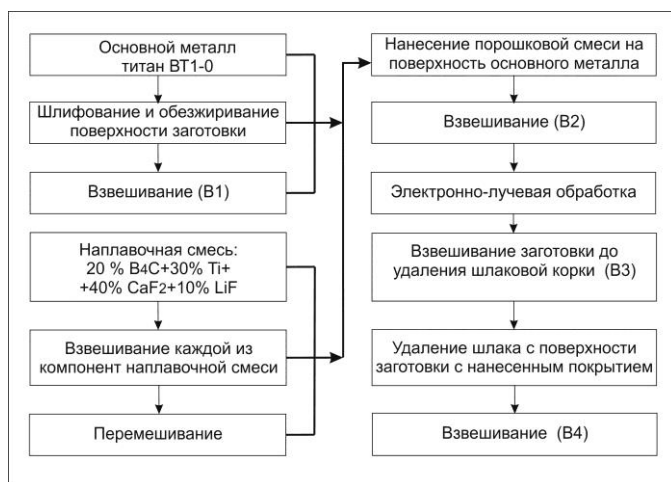 Основной металл
титан ВТ1-0
Шлифование и обезжиривание
поверхности заготовки
Взвешивание (В1)
Наплавочная смесь:
20 % B4C+30% Ti+
+40% CaF2+10% LiF
Взвешивание каждой из
компонент наплавочной смеси
Перемешивание
Нанесение порошковой смеси на
поверхность основного металла
Взвешивание (В2)
Электронно-лучевая обработка
Взвешивание заготовки до
удаления шлаковой корки (В3)
Удаление шлака с поверхности
заготовки с нанесенным покрытием
Взвешивание (В4)